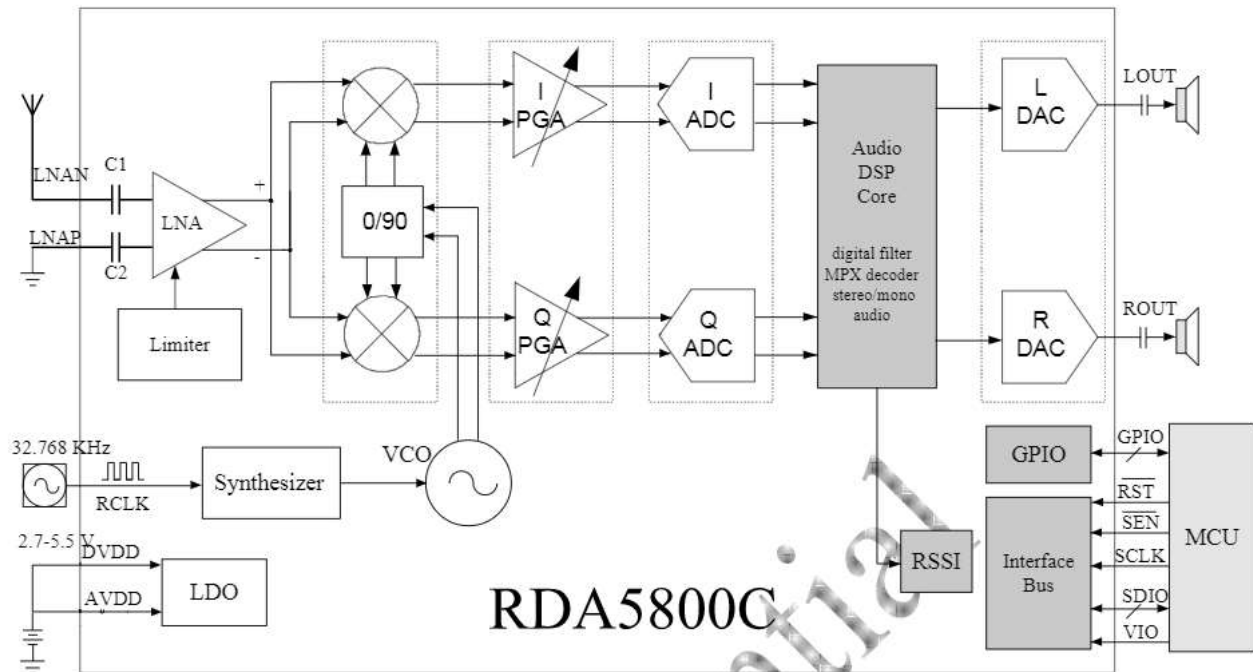 LNAN
C1
LNAP
C2
LNA
+
-
Limiter
0/90
I
PGA
Q
PGA
I
ADC
Q
ADC
Audio
DSP
Core
digital filter
MPX decoder
stereo/mono
audio
L
DAC
R
DAC
LOUT
ROUT
32.768 KHz
RCLK
Synthesizer
VCO
2.7-5.5 V
DVDD
AVDD
LDO
RDA5800C
RSSI
GPIO
Interface
Bus
GPIO
RST
SEN
SCLK
SDIO
VIO
MCU
ntial